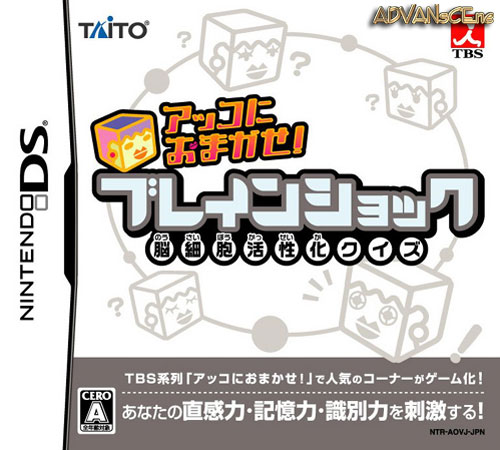 ADVANsCEne
TAITO
TBS
NINTENDO DS
アッコに
おまかせ!
ブレインショック
脳細胞活性化クイズ
のう さい ぼう かっ せい か
? ? ? ? ? !
TBS系列「アッコにおまかせ!」で人気のコーナーがゲーム化!
あなたの直感力・記憶力・識別力を刺激する!
CERO
A
全年齢対象
NTR-AOVJ-JPN